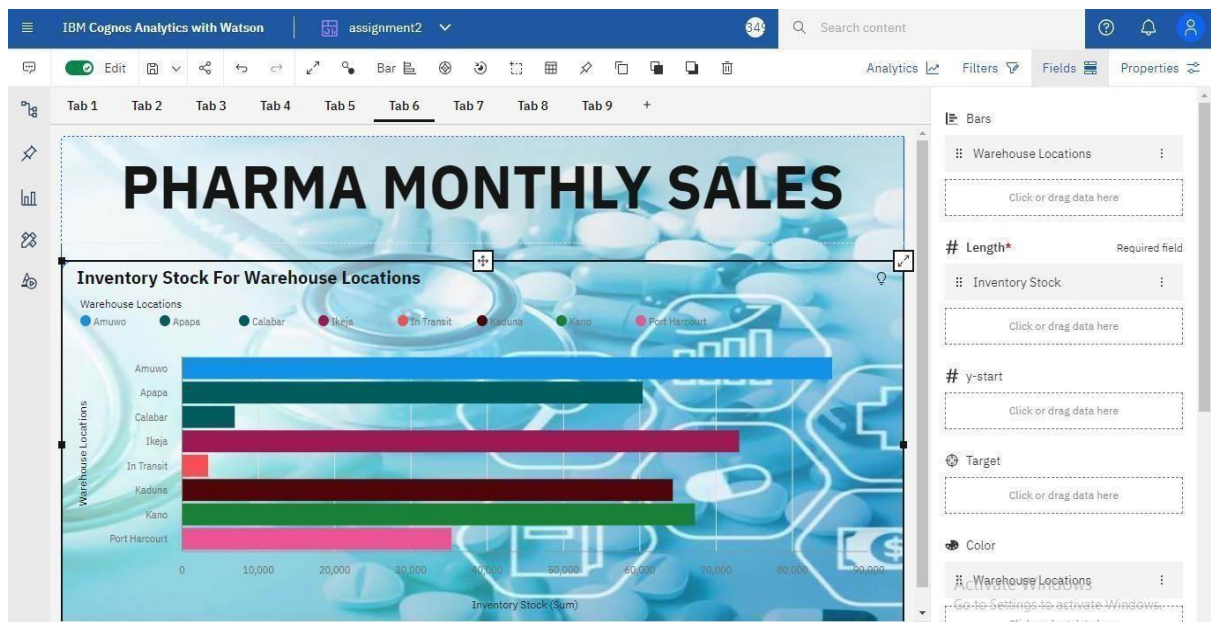 IBM Cognos Analytics with Watson
assignment2
Search content
Edit
Bar
Analytics
Filters
Fields
Properties
Tab 1 Tab 2 Tab 3 Tab 4 Tab 5 Tab 6 Tab 7 Tab 8 Tab 9 +
PHARMA MONTHLY SALES
Inventory Stock For Warehouse Locations
Warehouse Locations
Amuwo Apapa Calabar Ikeja In Transit Kaduna Kano Port Harcourt
Warehouse Locations
Amuwo
Apapa
Calabar
Ikeja
In Transit
Kaduna
Kano
Port Harcourt
0 10,000 20,000 30,000 40,000 50,000 60,000 70,000 80,000 90,000
Inventory Stock (Sum)
Bars
Warehouse Locations
Click or drag data here
# Length* Required field
Inventory Stock
Click or drag data here
# y-start
Click or drag data here
Target
Click or drag data here
Color
Warehouse Locations
Activate Windows
Go to Settings to activate Windows.